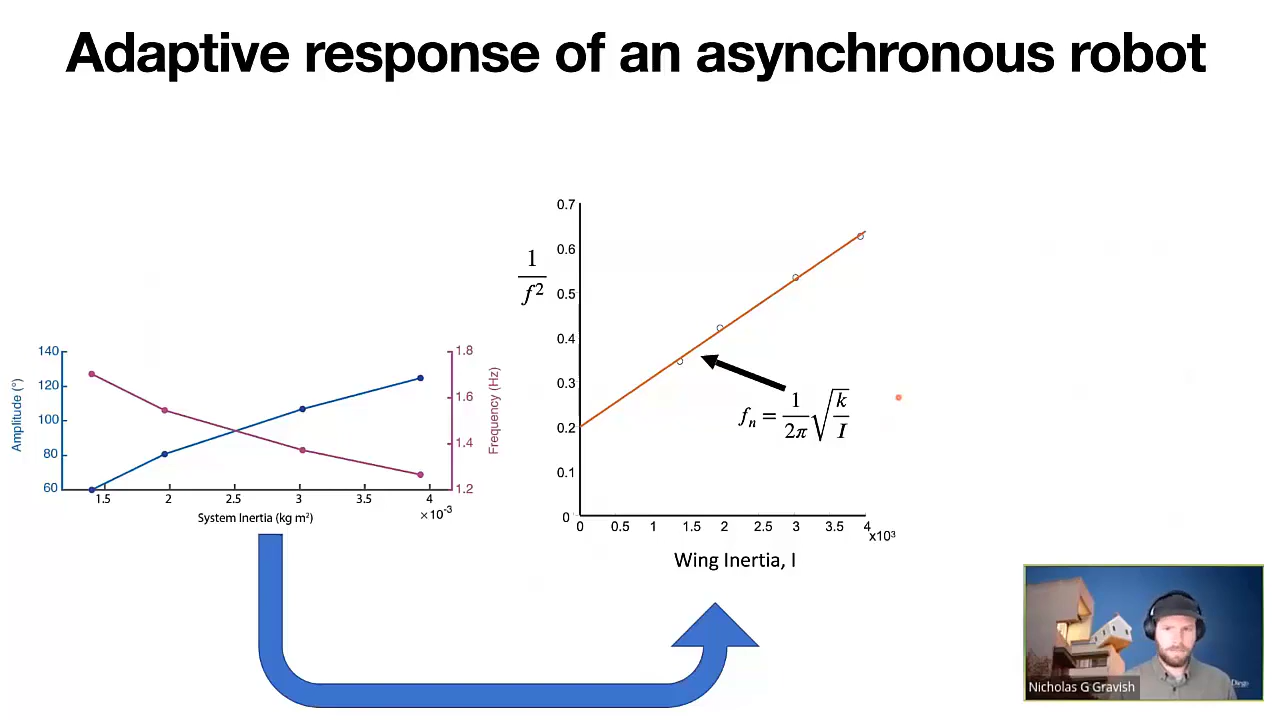 Adaptive response of an asynchronous robot
140
120
100
80
60
Amplitude (°)
1.8
1.6
1.4
1.2
Frequency (Hz)
1.5 2 2.5 3 3.5 4
×10⁻³
System Inertia (kg m²)
1/f²
0.7
0.6
0.5
0.4
0.3
0.2
0.1
0
fₙ = 1/2π √k/I
0 0.5 1 1.5 2 2.5 3 3.5 4
x10³
Wing Inertia, I
Nicholas G Gravish
Diego